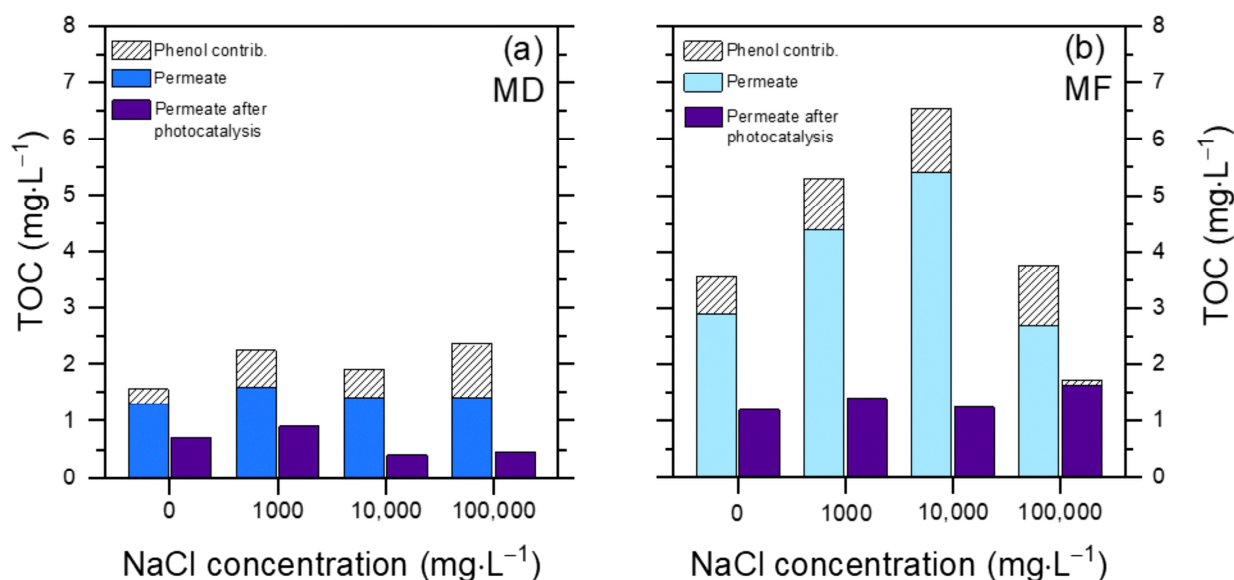 TOC (mg·L⁻¹)
8
7
6
5
4
3
2
1
0
Phenol contrib.
Permeate
Permeate after
photocatalysis
(a)
MD
0
1000
10,000
100,000
NaCl concentration (mg·L⁻¹)
Phenol contrib.
Permeate
Permeate after
photocatalysis
(b)
MF
8
7
6
5
4
3
2
1
0
TOC (mg·L⁻¹)
0
1000
10,000
100,000
NaCl concentration (mg·L⁻¹)